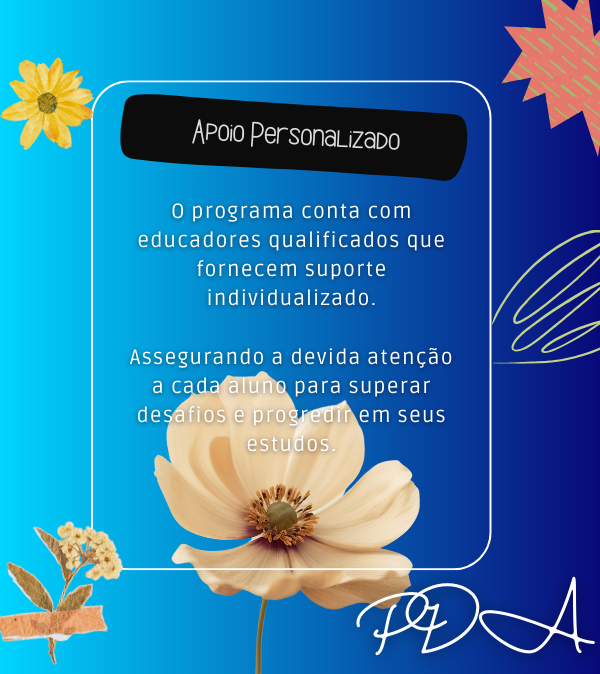 Apoio Personalizado
O programa conta com
educadores qualificados que
fornecem suporte
individualizado.
Assegurando a devida atenção
a cada aluno para superar
desafios e progredir em seus
estudos.
PDA